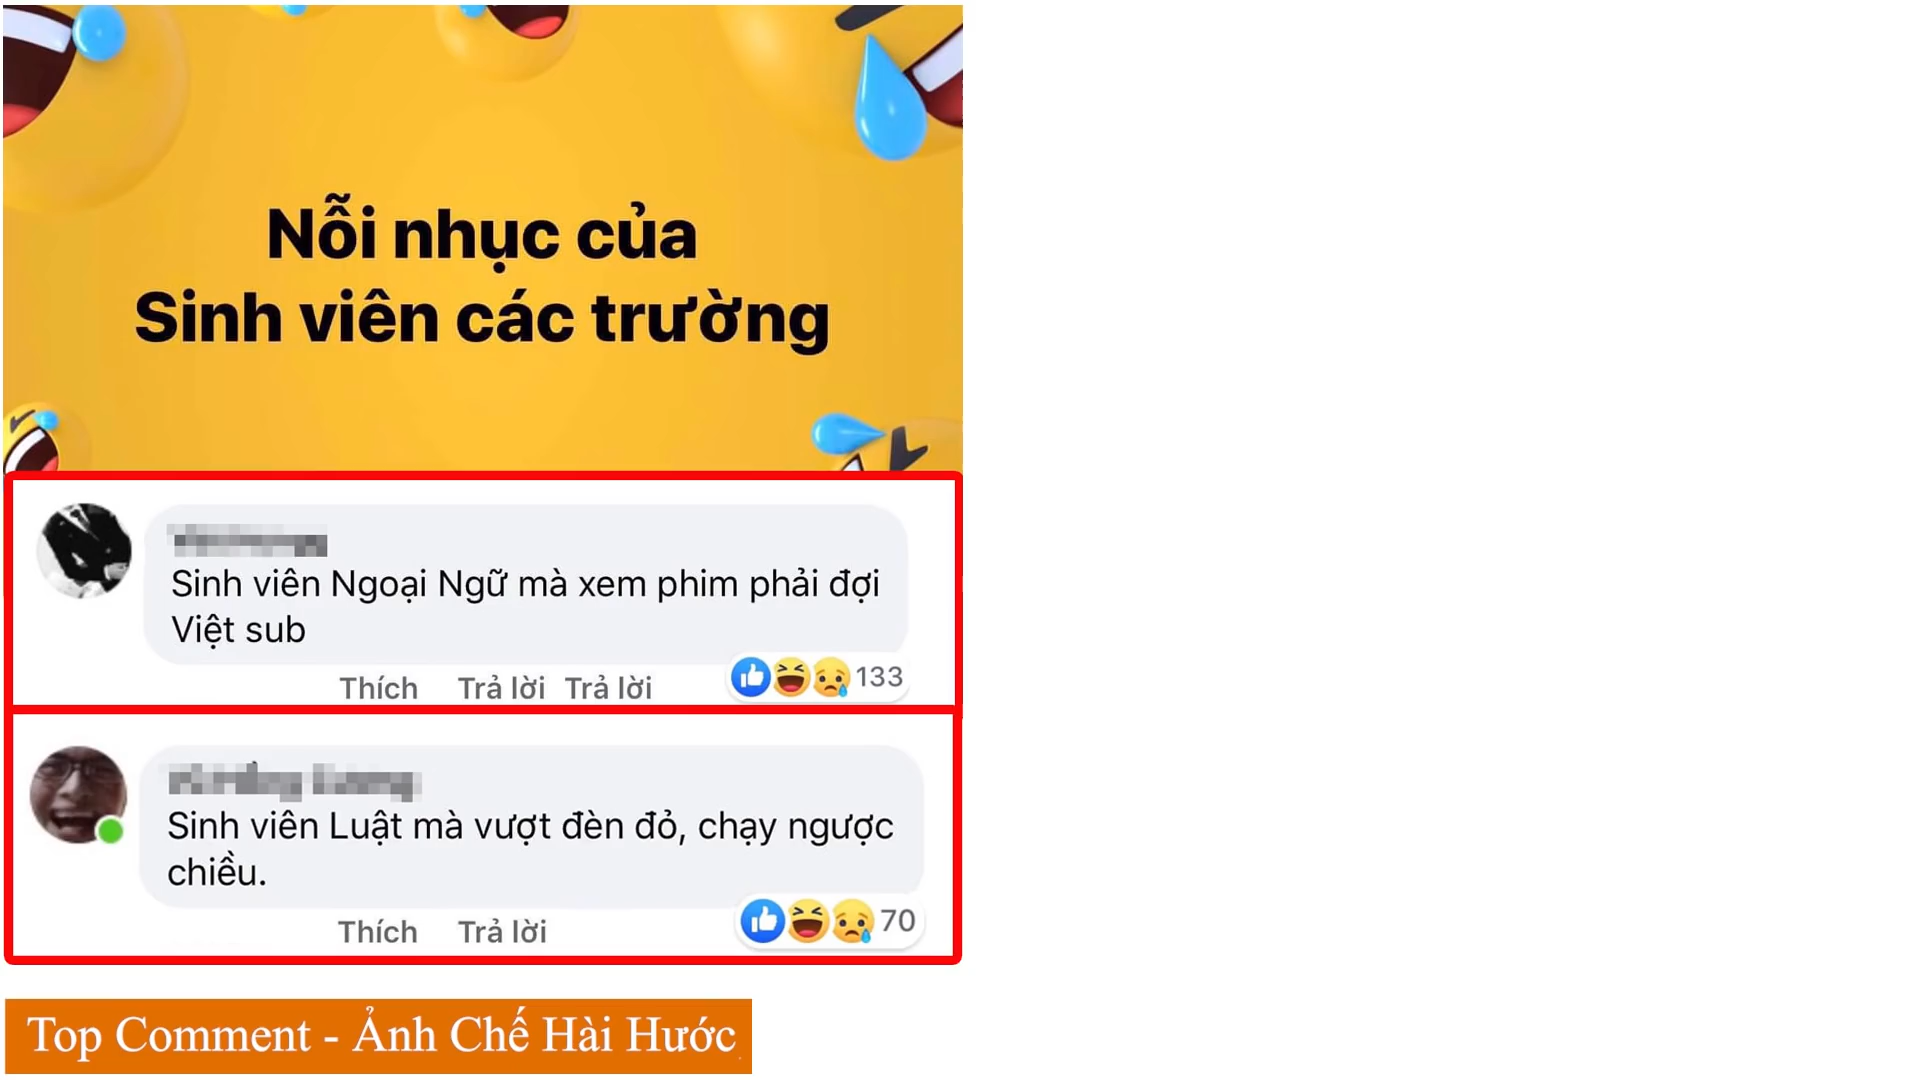 Nỗi nhục của
Sinh viên các trường
Sinh viên Ngoại Ngữ mà xem phim phải đợi
Việt sub
Thích Trả lời Trả lời 133
Sinh viên Luật mà vượt đèn đỏ, chạy ngược
chiều.
Thích Trả lời 70
Top Comment - Ảnh Chế Hài Hước